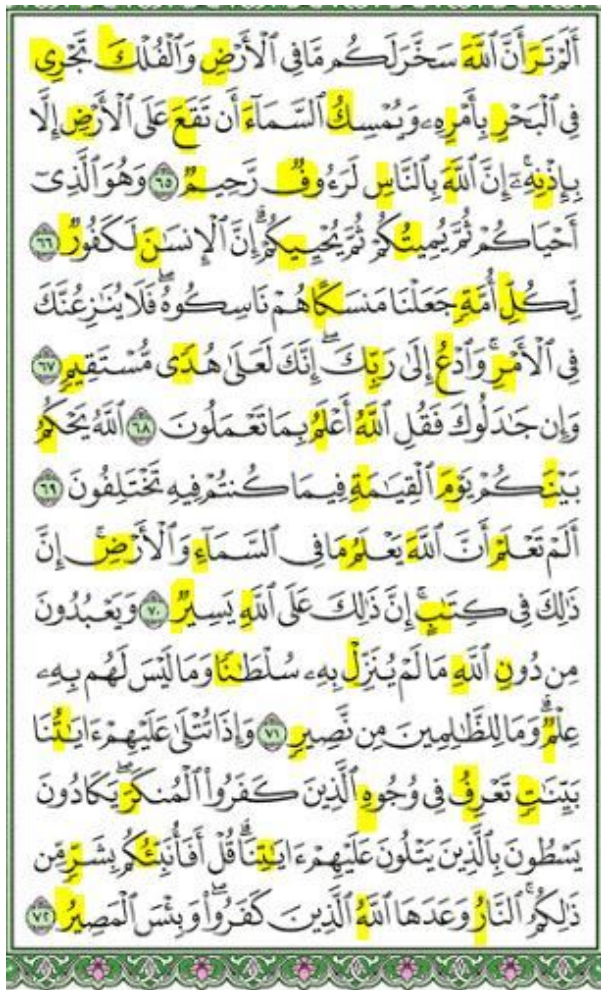 أَلَمۡ تَرَ أَنَّ ٱللَّهَ سَخَّرَ لَكُم مَّا فِي ٱلۡأَرۡضِ وَٱلۡفُلۡكَ تَجۡرِي
فِي ٱلۡبَحۡرِ بِأَمۡرِهِۦ وَيُمۡسِكُ ٱلسَّمَآءَ أَن تَقَعَ عَلَى ٱلۡأَرۡضِ إِلَّا
بِإِذۡنِهِۦٓۚ إِنَّ ٱللَّهَ بِٱلنَّاسِ لَرَءُوفٞ رَّحِيمٞ ٦٥ وَهُوَ ٱلَّذِيٓ
أَحۡيَاكُمۡ ثُمَّ يُمِيتُكُمۡ ثُمَّ يُحۡيِيكُمۡۗ إِنَّ ٱلۡإِنسَٰنَ لَكَفُورٞ ٦٦
لِّكُلِّ أُمَّةٖ جَعَلۡنَا مَنسَكًا هُمۡ نَاسِكُوهُۖ فَلَا يُنَٰزِعُنَّكَ
فِي ٱلۡأَمۡرِۚ وَٱدۡعُ إِلَىٰ رَبِّكَۖ إِنَّكَ لَعَلَىٰ هُدٗى مُّسۡتَقِيمٖ ٦٧
وَإِن جَٰدَلُوكَ فَقُلِ ٱللَّهُ أَعۡلَمُ بِمَا تَعۡمَلُونَ ٦٨ ٱللَّهُ يَحۡكُمُ
بَيۡنَكُمۡ يَوۡمَ ٱلۡقِيَٰمَةِ فِيمَا كُنتُمۡ فِيهِ تَخۡتَلِفُونَ ٦٩
أَلَمۡ تَعۡلَمۡ أَنَّ ٱللَّهَ يَعۡلَمُ مَا فِي ٱلسَّمَآءِ وَٱلۡأَرۡضِۚ إِنَّ
ذَٰلِكَ فِي كِتَٰبٍۚ إِنَّ ذَٰلِكَ عَلَى ٱللَّهِ يَسِيرٞ ٧٠ وَيَعۡبُدُونَ
مِن دُونِ ٱللَّهِ مَا لَمۡ يُنَزِّلۡ بِهِۦ سُلۡطَٰنٗا وَمَا لَيۡسَ لَهُم بِهِۦ
عِلۡمٞۗ وَمَا لِلظَّٰلِمِينَ مِن نَّصِيرٖ ٧١ وَإِذَا تُتۡلَىٰ عَلَيۡهِمۡ ءَايَٰتُنَا
بَيِّنَٰتٖ تَعۡرِفُ فِي وُجُوهِ ٱلَّذِينَ كَفَرُواْ ٱلۡمُنكَرَۖ يَكَادُونَ
يَسۡطُونَ بِٱلَّذِينَ يَتۡلُونَ عَلَيۡهِمۡ ءَايَٰتِنَاۗ قُلۡ أَفَأُنَبِّئُكُم بِشَرّٖ مِّن
ذَٰلِكُمُۚ ٱلنَّارُ وَعَدَهَا ٱللَّهُ ٱلَّذِينَ كَفَرُواْۖ وَبِئۡسَ ٱلۡمَصِيرُ ٧٢